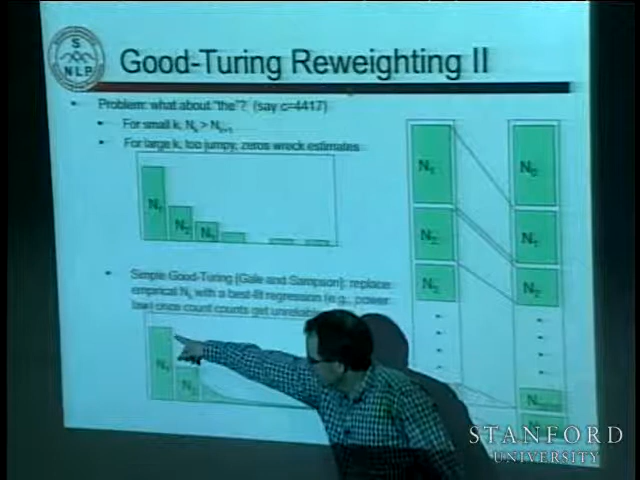 S
NLP
Good-Turing Reweighting II
Problem: what about "the"? (say c=4417)
For small k, Nk > Nk+1
For large k, too jumpy, zeros wreck estimates
N1
N2
N3
Simple Good-Turing [Gale and Sampson]: replace
empirical Nk with a best-fit regression (e.g., power
law) once count counts get
N1
N2
N1
N2
N3
N0
N1
N2
STANFORD
UNIVERSITY